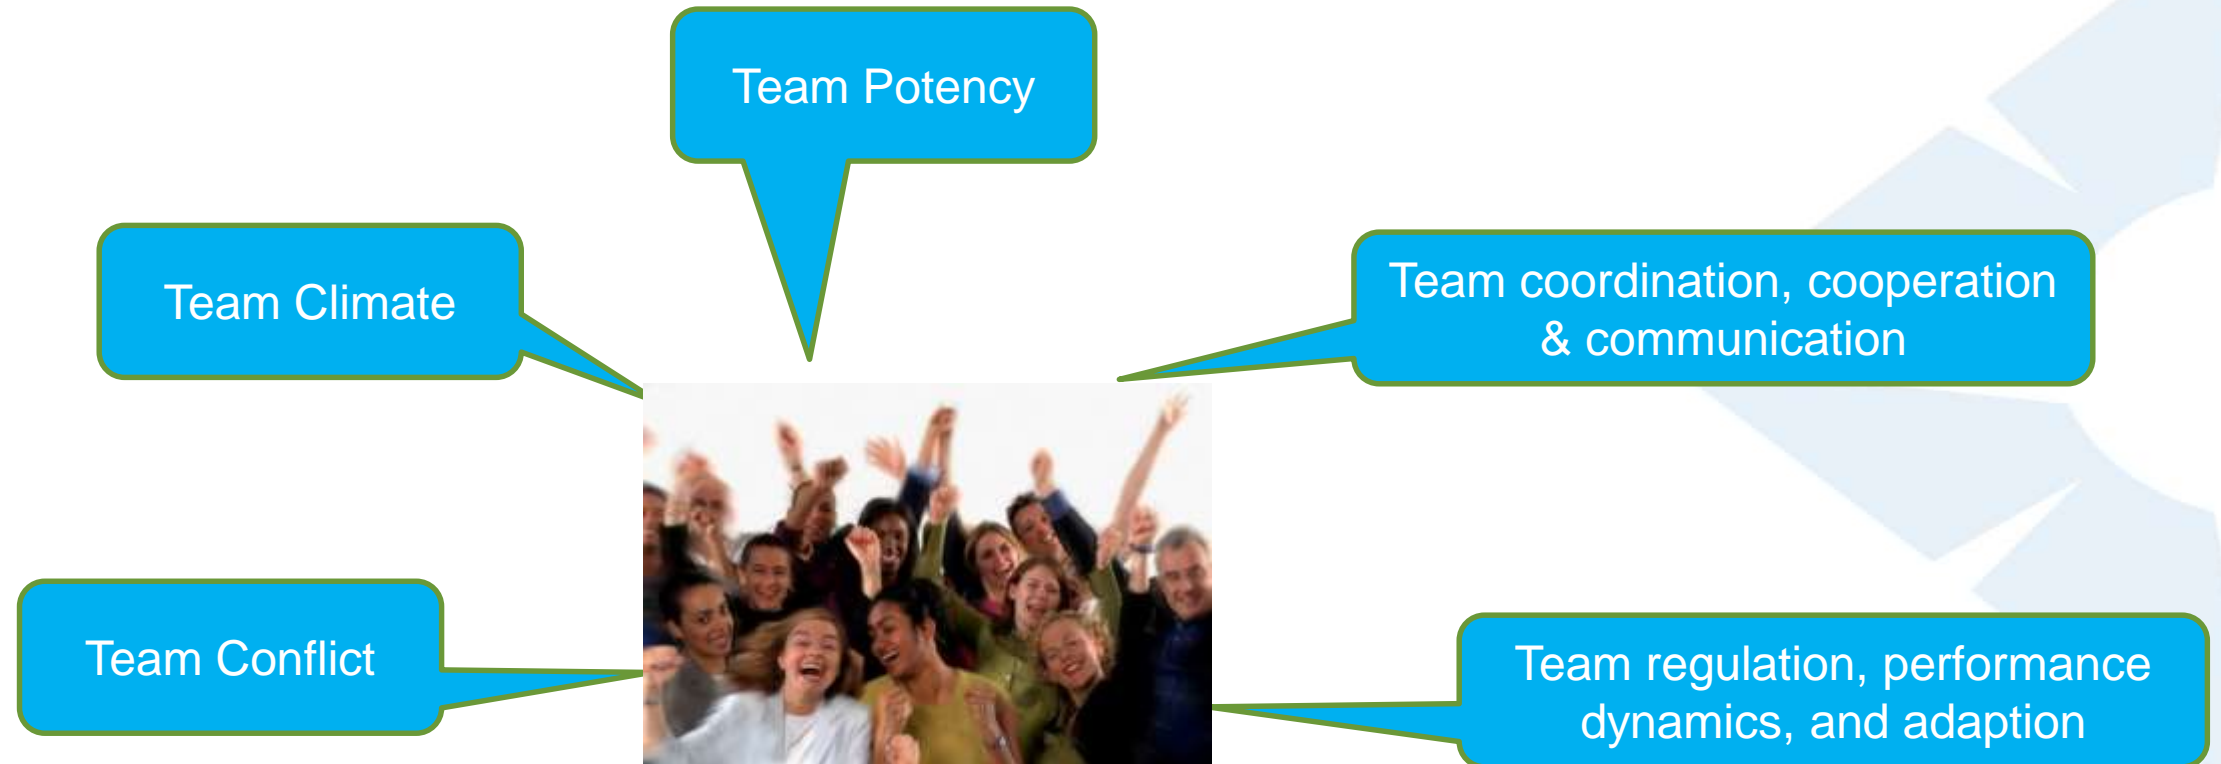 Team Potency
Team Climate
Team coordination, cooperation
& communication
Team Conflict
Team regulation, performance
dynamics, and adaption